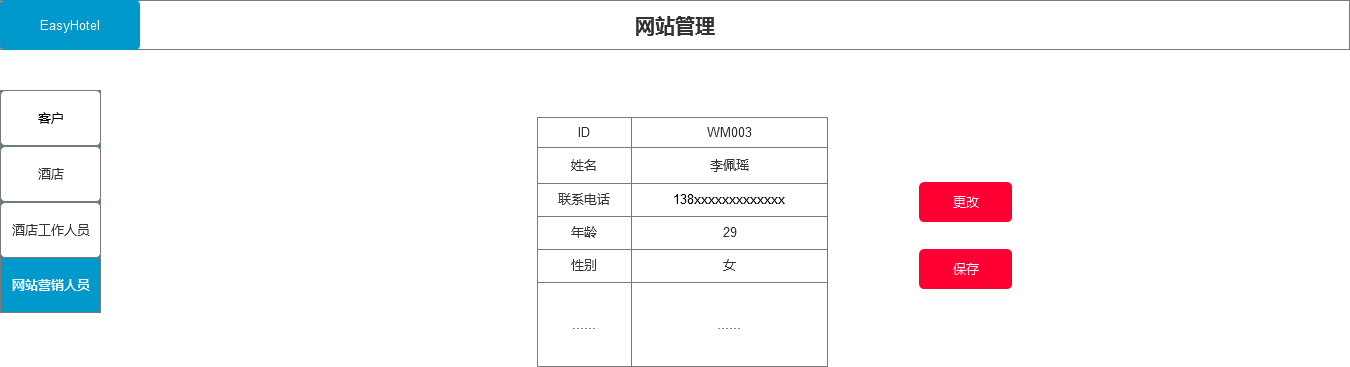 EasyHotel
网站管理
客户
酒店
酒店工作人员
网站营销人员
ID WM003
姓名 李佩瑶
联系电话 138xxxxxxxxxxxxx
年龄 29
性别 女
...... ......
更改
保存